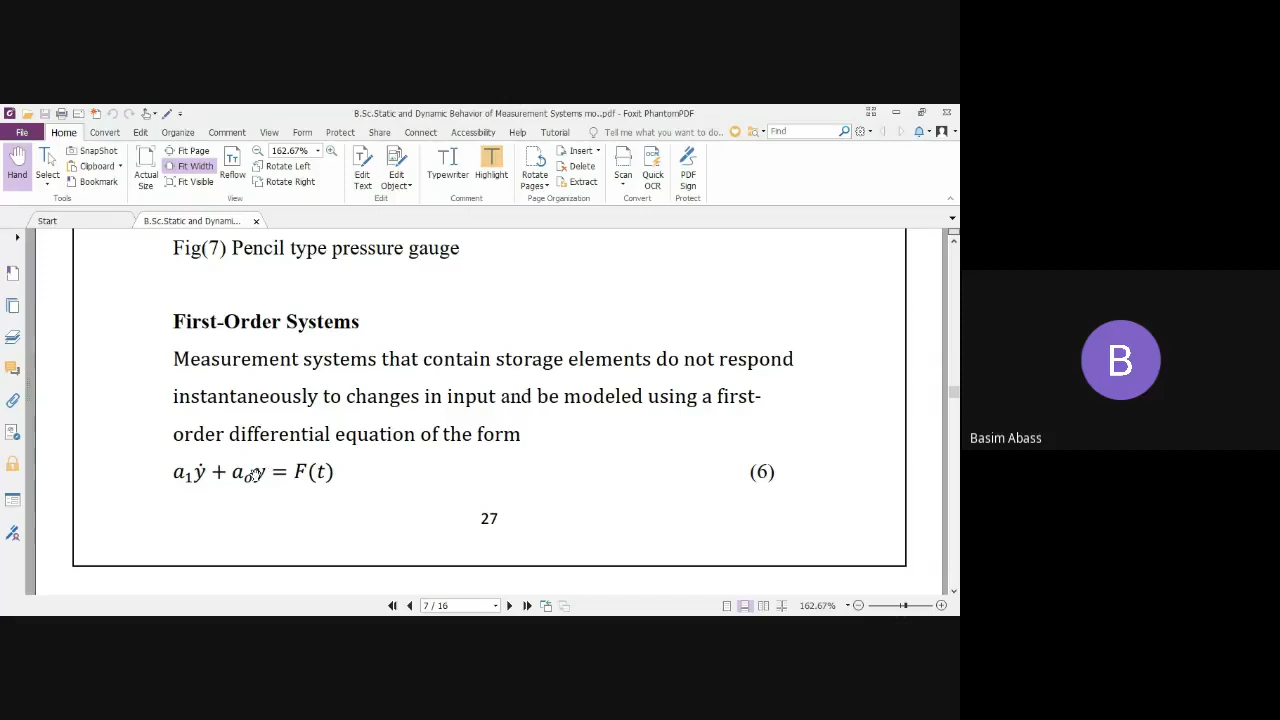 B.Sc.Static and Dynamic Behavior of Measurement Systems mo...pdf - Foxit PhantomPDF
File Home Convert Edit Organize Comment View Form Protect Share Connect Accessibility Help Tutorial Tell me what you want to do.. Find
Hand
Select
SnapShot
Clipboard
Bookmark
Tools
Actual Size
Fit Page
Fit Width
Fit Visible
Reflow
162.67%
Rotate Left
Rotate Right
View
Edit Text
Edit Object
Edit
Typewriter
Highlight
Comment
Rotate Pages
Insert
Delete
Extract
Page Organization
Scan
Quick OCR
Convert
PDF Sign
Protect
Start
B.Sc.Static and Dynami...
Fig(7) Pencil type pressure gauge
First-Order Systems
Measurement systems that contain storage elements do not respond
instantaneously to changes in input and be modeled using a first-
order differential equation of the form
a₁ẏ + aₒy = F(t) (6)
27
7 / 16
162.67%
B
Basim Abass